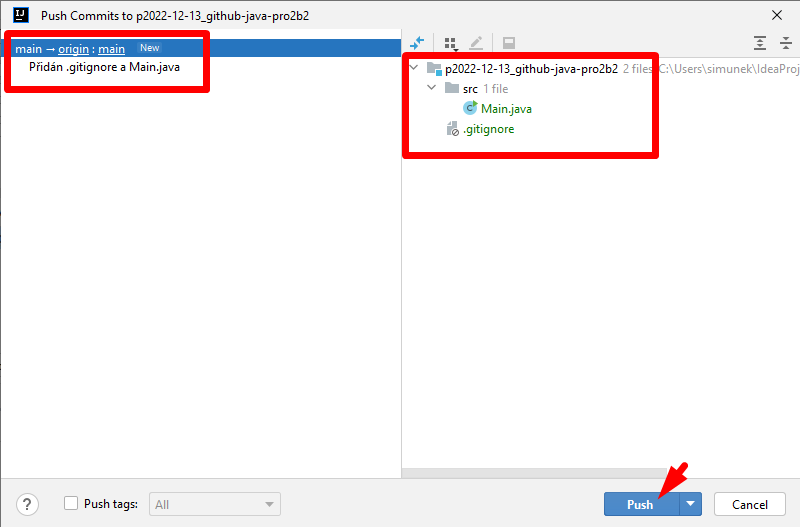 IJ
Push Commits to p2022-12-13_github-java-pro2b2
main → origin : main New
Přidán .gitignore a Main.java
p2022-12-13_github-java-pro2b2 2 files C:\Users\simunek\IdeaProj
src 1 file
C Main.java
.gitignore
? Push tags: All
Push
Cancel